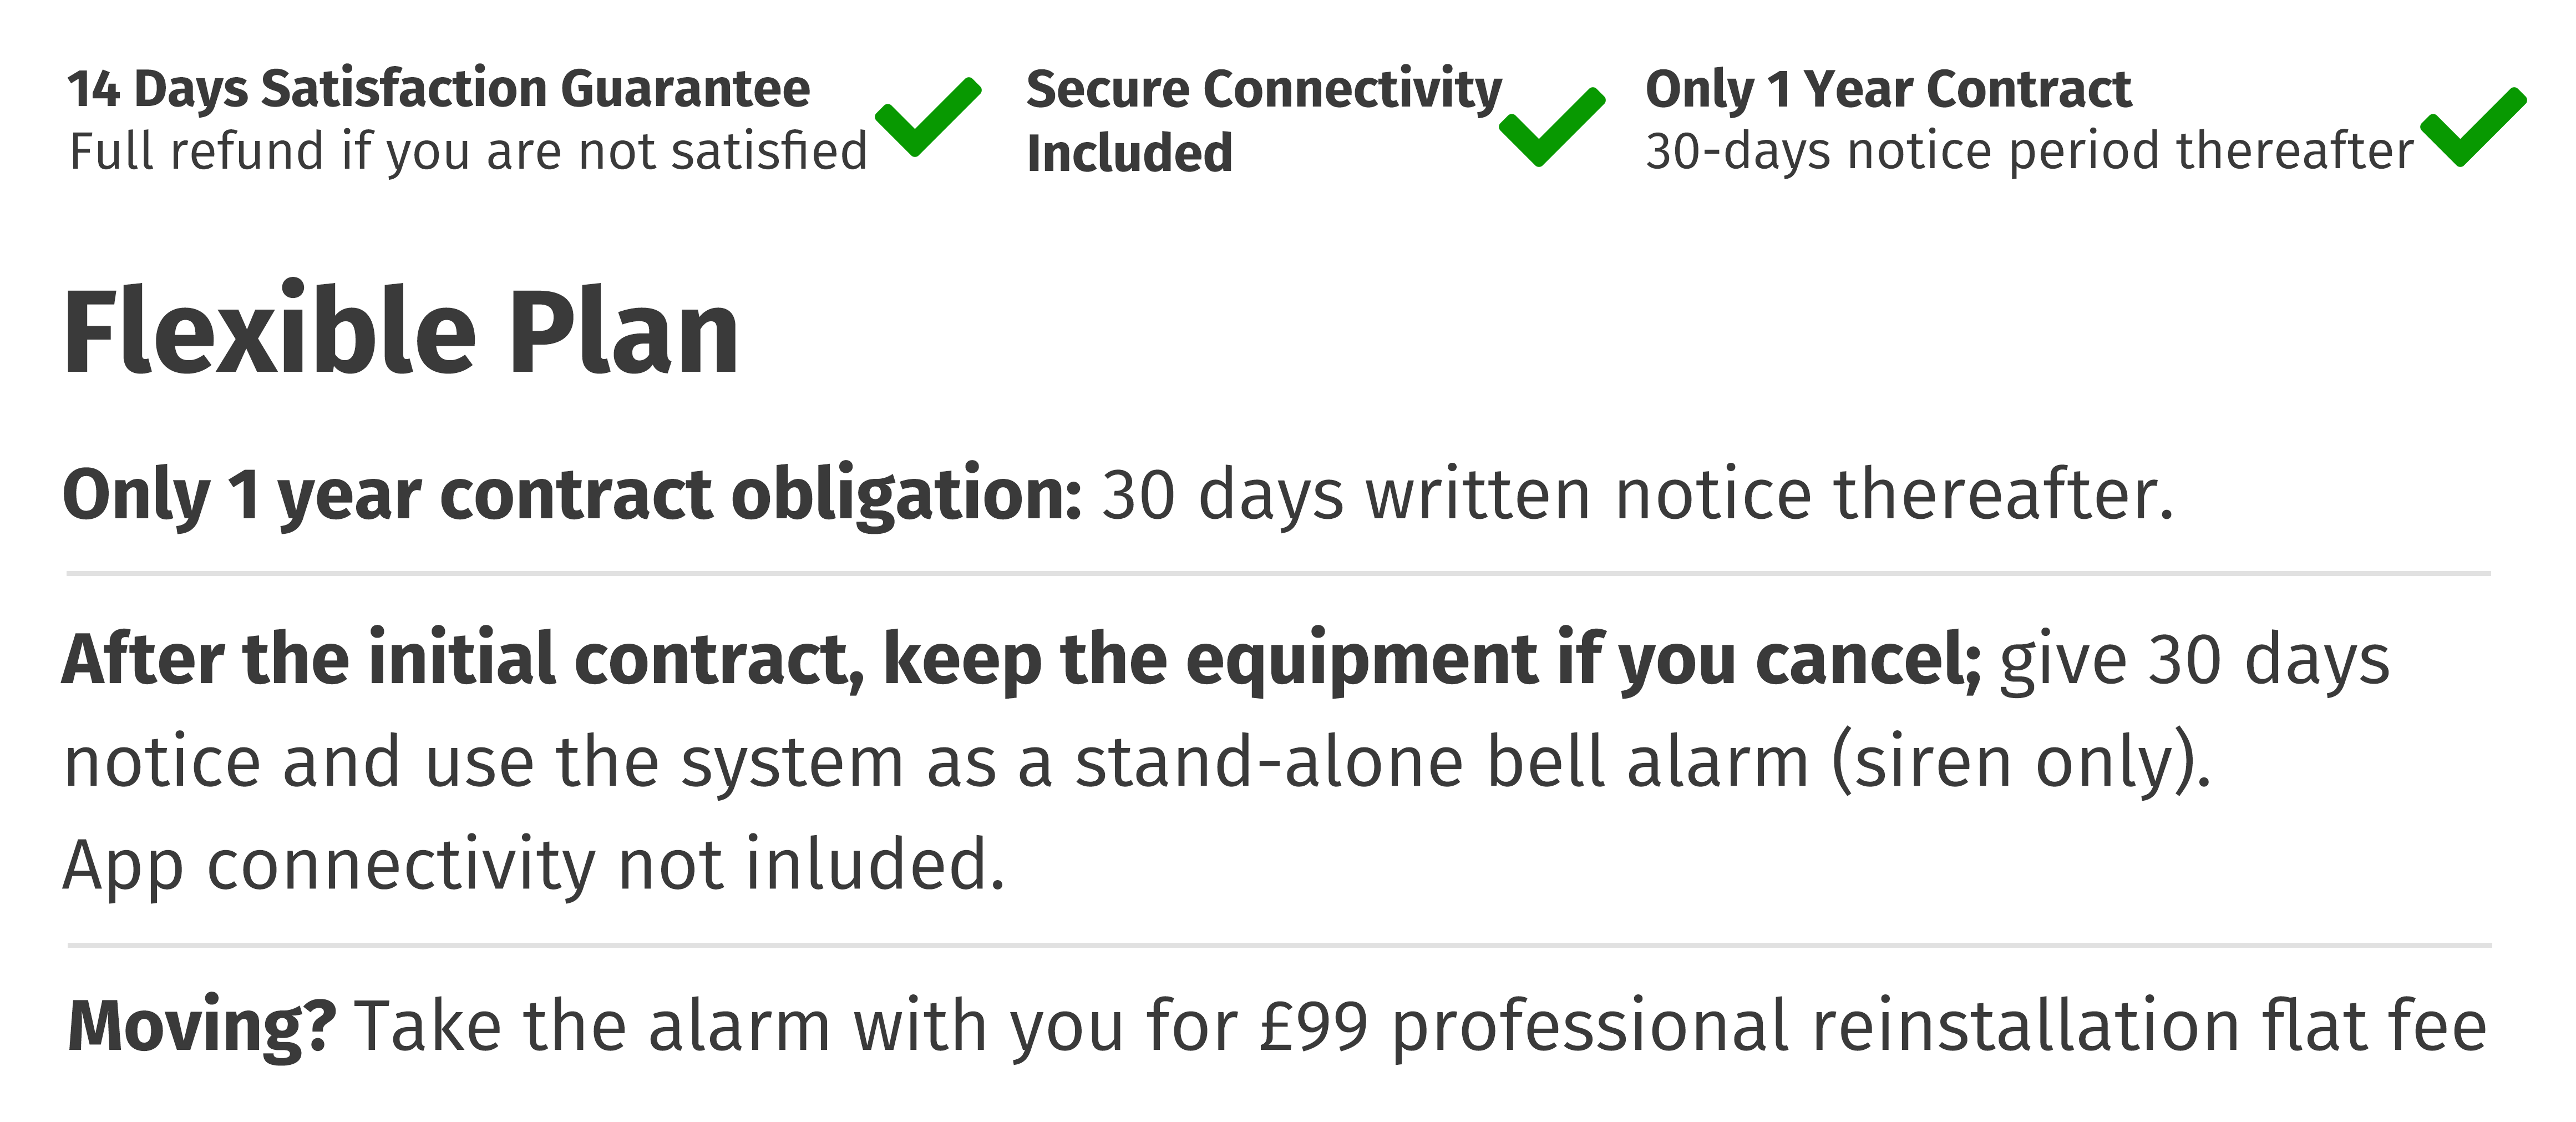 14 Days Satisfaction Guarantee
Full refund if you are not satisfied
Secure Connectivity
Included
Only 1 Year Contract
30-days notice period thereafter
Flexible Plan
Only 1 year contract obligation: 30 days written notice thereafter.
After the initial contract, keep the equipment if you cancel; give 30 days
notice and use the system as a stand-alone bell alarm (siren only).
App connectivity not inluded.
Moving? Take the alarm with you for £99 professional reinstallation flat fee